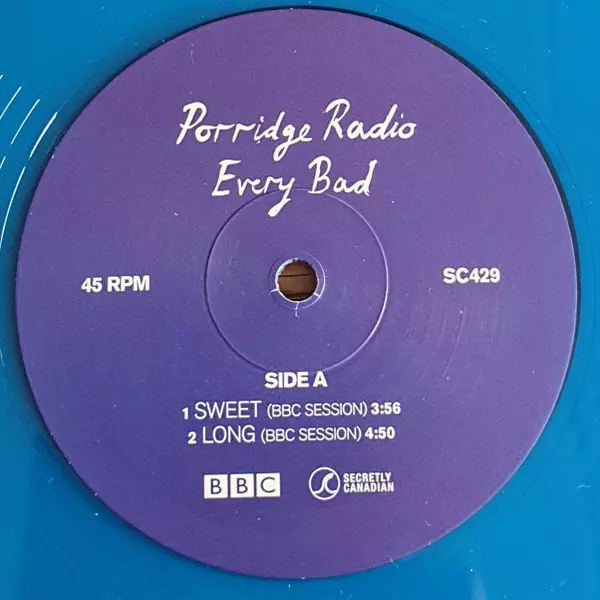 Porridge Radio
Every Bad
45 RPM
SC429
SIDE A
1 SWEET (BBC SESSION) 3:56
2 LONG (BBC SESSION) 4:50
BBC
SECRETLY
CANADIAN